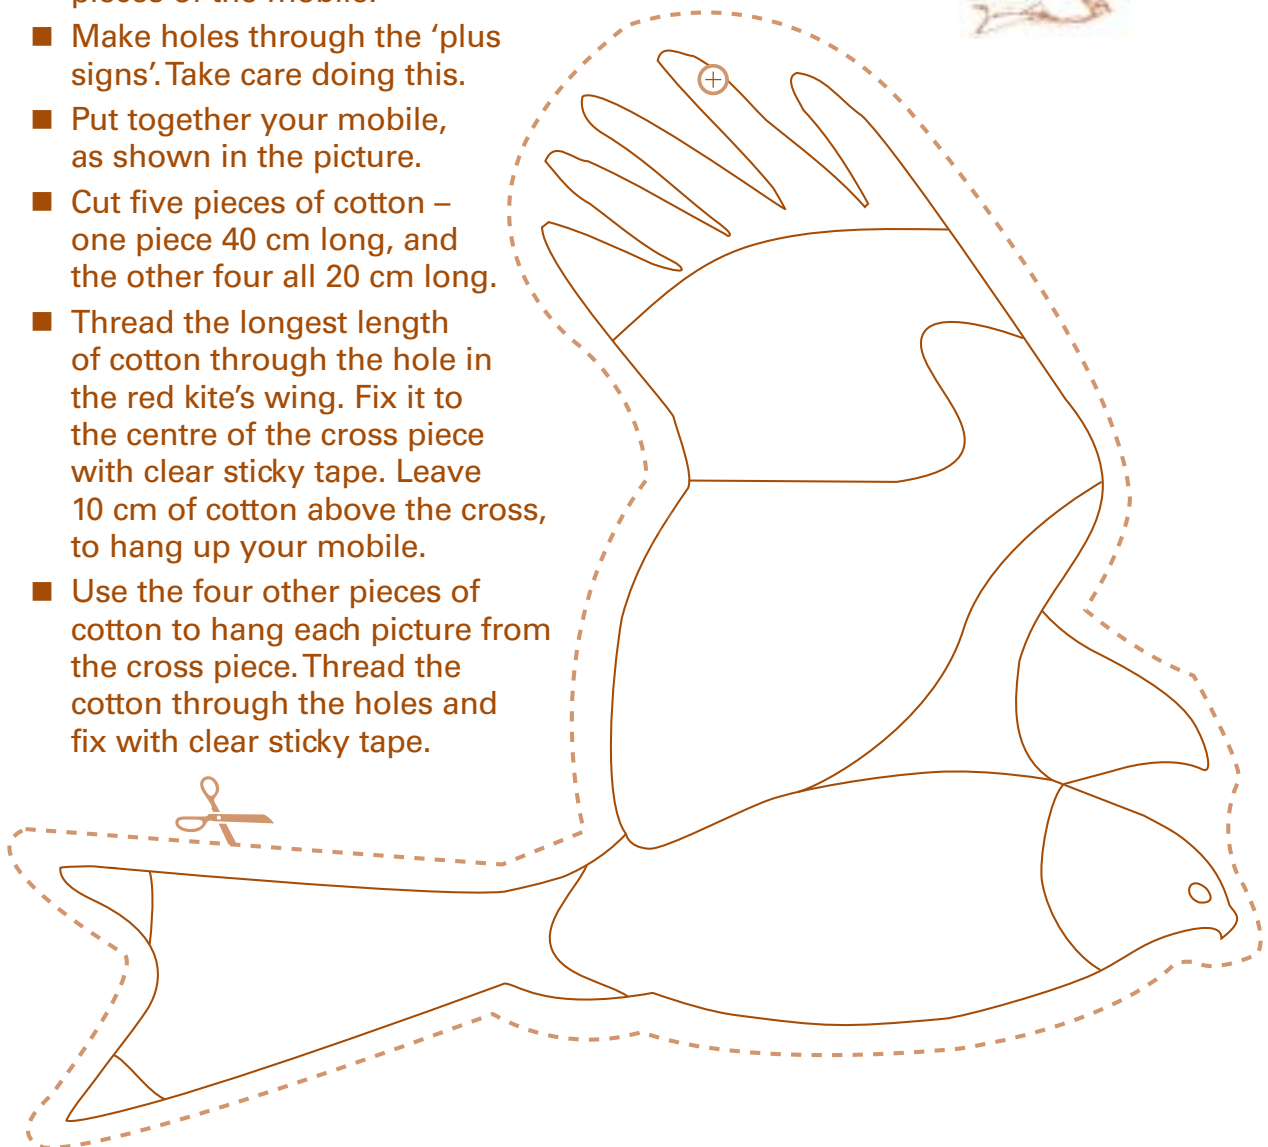 pieces of the mobile.
■ Make holes through the ‘plus
signs’. Take care doing this.
■ Put together your mobile,
as shown in the picture.
■ Cut five pieces of cotton –
one piece 40 cm long, and
the other four all 20 cm long.
■ Thread the longest length
of cotton through the hole in
the red kite’s wing. Fix it to
the centre of the cross piece
with clear sticky tape. Leave
10 cm of cotton above the cross,
to hang up your mobile.
■ Use the four other pieces of
cotton to hang each picture from
the cross piece. Thread the
cotton through the holes and
fix with clear sticky tape.